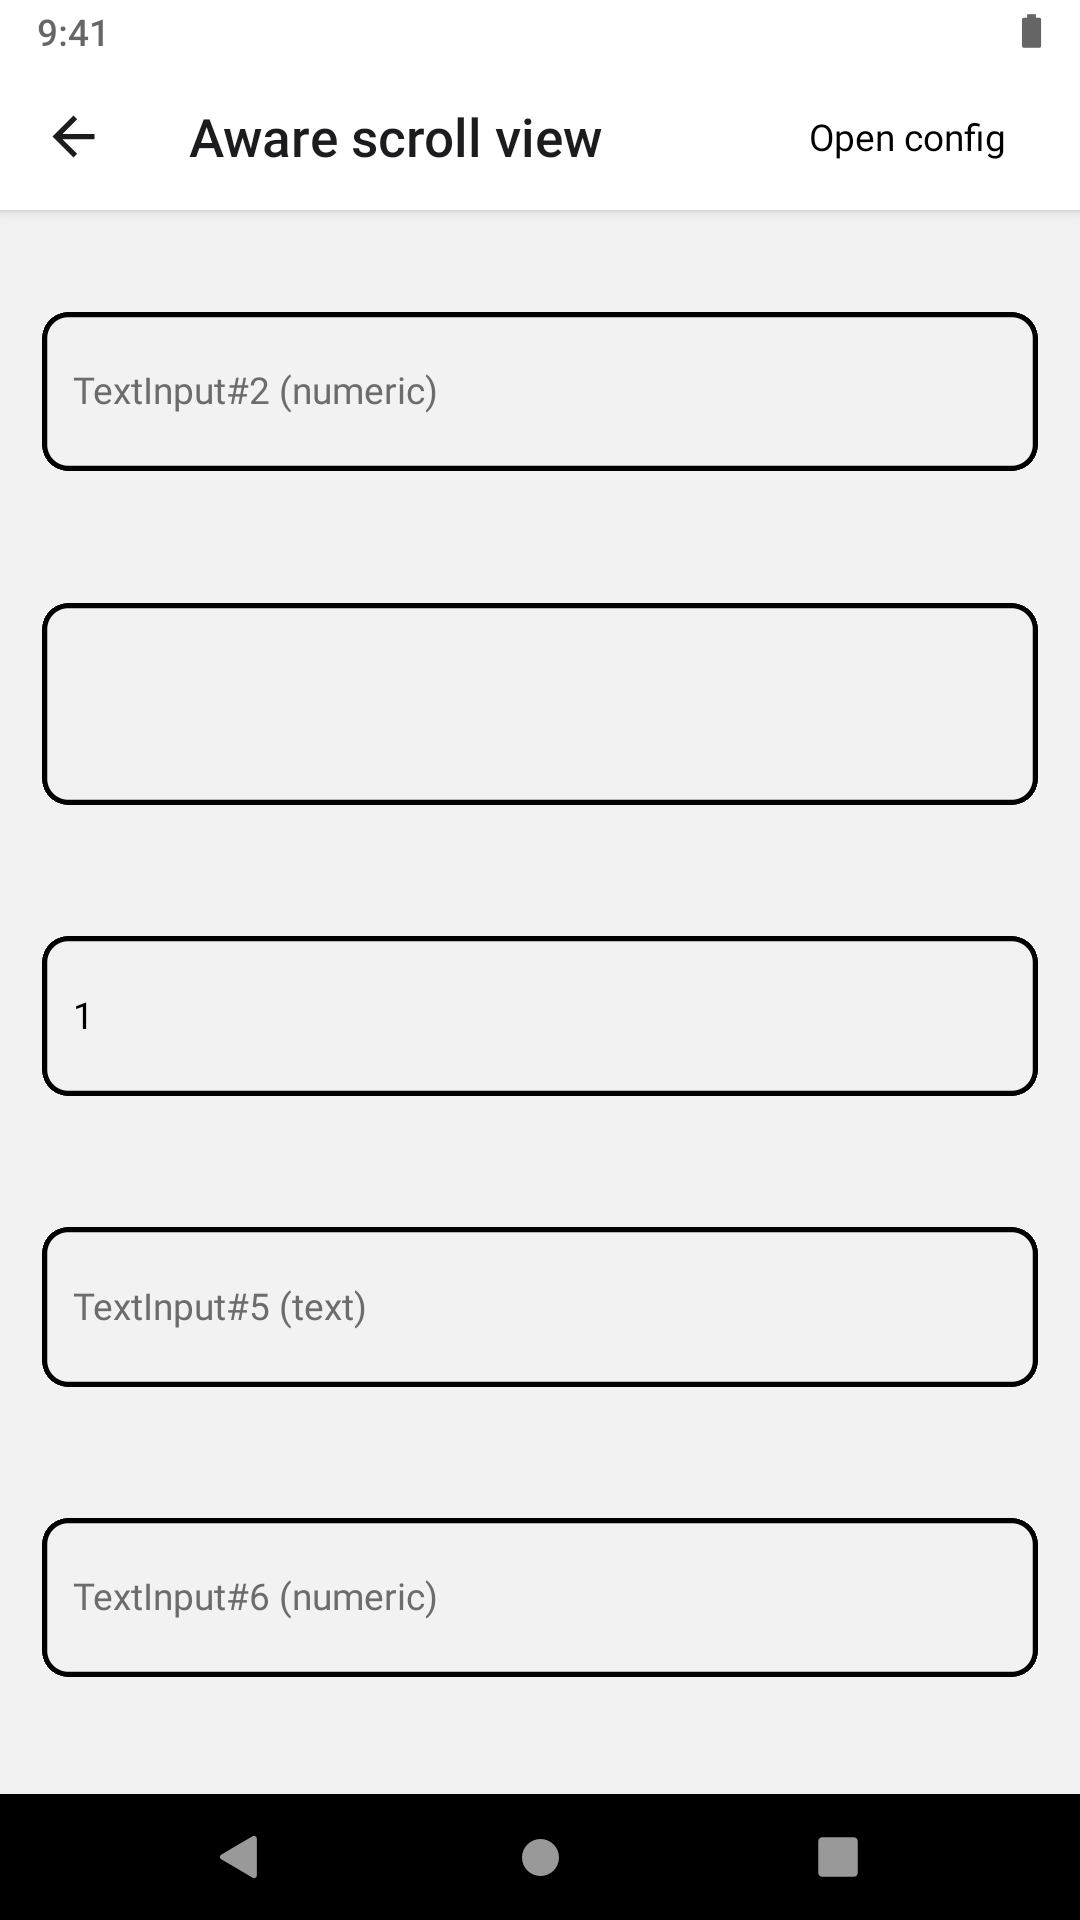 9:41
Aware scroll view
Open config
TextInput#2 (numeric)
1
TextInput#5 (text)
TextInput#6 (numeric)